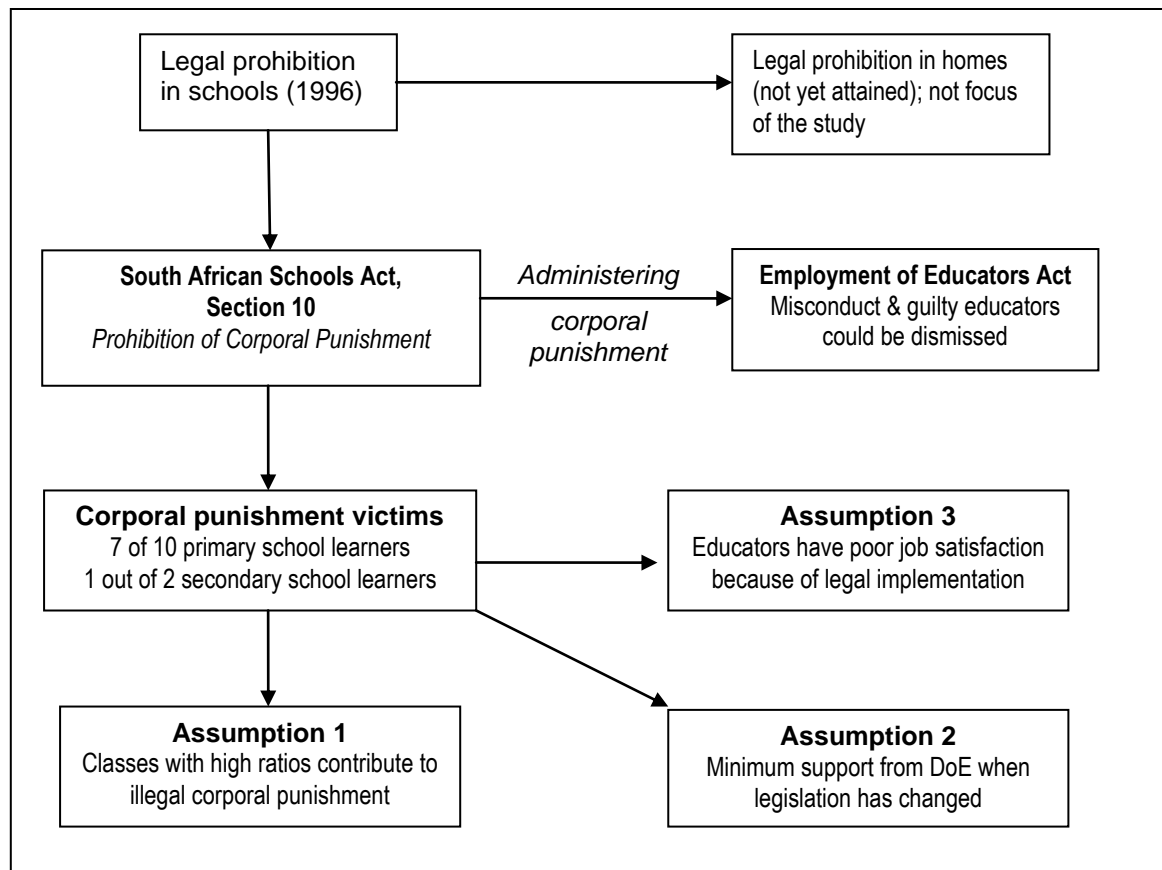 Legal prohibition
in schools (1996)
Legal prohibition in homes
(not yet attained); not focus
of the study
South African Schools Act,
Section 10
Prohibition of Corporal Punishment
Administering
corporal
punishment
Employment of Educators Act
Misconduct & guilty educators
could be dismissed
Corporal punishment victims
7 of 10 primary school learners
1 out of 2 secondary school learners
Assumption 3
Educators have poor job satisfaction
because of legal implementation
Assumption 1
Classes with high ratios contribute to
illegal corporal punishment
Assumption 2
Minimum support from DoE when
legislation has changed